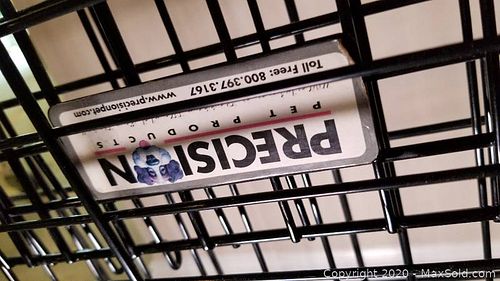 PRECISION
PET PRODUCTS
www.precisionpet.com Toll Free: 800.397.3167
Copyright 2020 - MaxSold.com